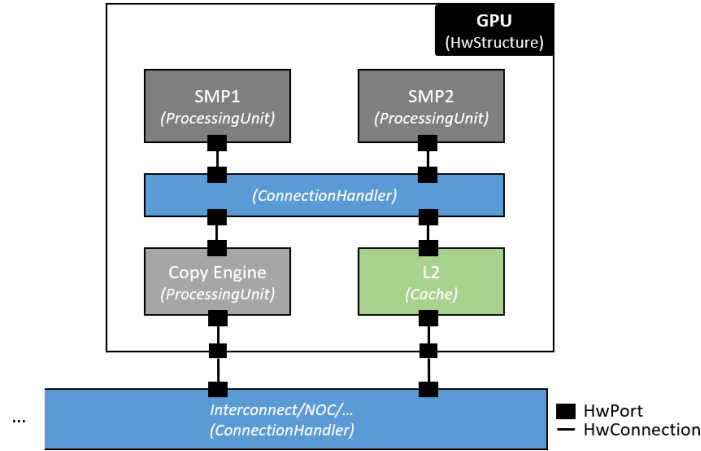 GPU
(HwStructure)
SMP1
(ProcessingUnit)
SMP2
(ProcessingUnit)
(ConnectionHandler)
Copy Engine
(ProcessingUnit)
L2
(Cache)
... Interconnect/NOC/...
(ConnectionHandler)
HwPort
HwConnection